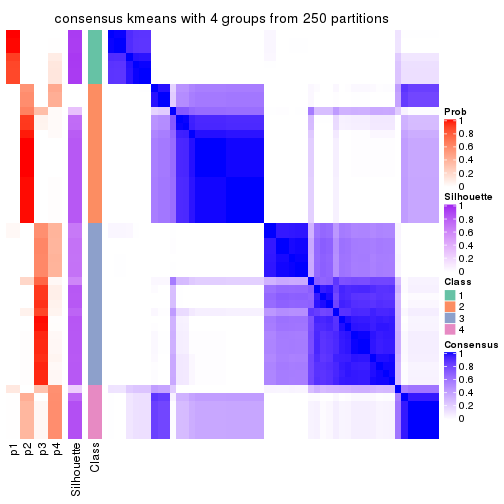 consensus kmeans with 4 groups from 250 partitions
Prob
1
0.8
0.6
0.4
0.2
0
Silhouette
1
0.8
0.6
0.4
0.2
0
Class
1
2
3
4
Consensus
1
0.8
0.6
0.4
0.2
0
p1
p2
p3
p4
Silhouette
Class